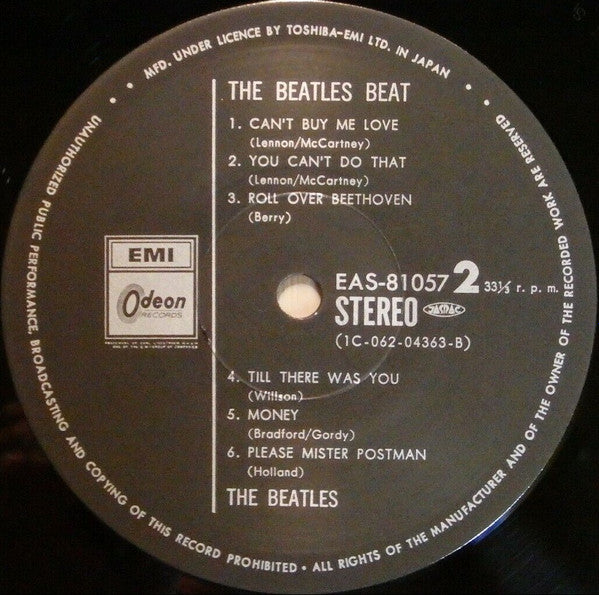 • • MFD. UNDER LICENCE BY TOSHIBA-EMI LTD. IN JAPAN • •
THE BEATLES BEAT
1. CAN'T BUY ME LOVE
(Lennon/McCartney)
2. YOU CAN'T DO THAT
(Lennon/McCartney)
3. ROLL OVER BEETHOVEN
(Berry)
EMI
Odeon
RECORDS
EAS-81057 2 33⅓ r. p. m.
STEREO JASRAC
(1C-062-04363-B)
4. TILL THERE WAS YOU
(Willson)
5. MONEY
(Bradford/Gordy)
6. PLEASE MISTER POSTMAN
(Holland)
THE BEATLES
UNAUTHORIZED PUBLIC PERFORMANCE, BROADCASTING AND COPYING OF THIS RECORD PROHIBITED • ALL RIGHTS OF THE MANUFACTURER AND OF THE OWNER OF THE RECORDED WORK ARE RESERVED